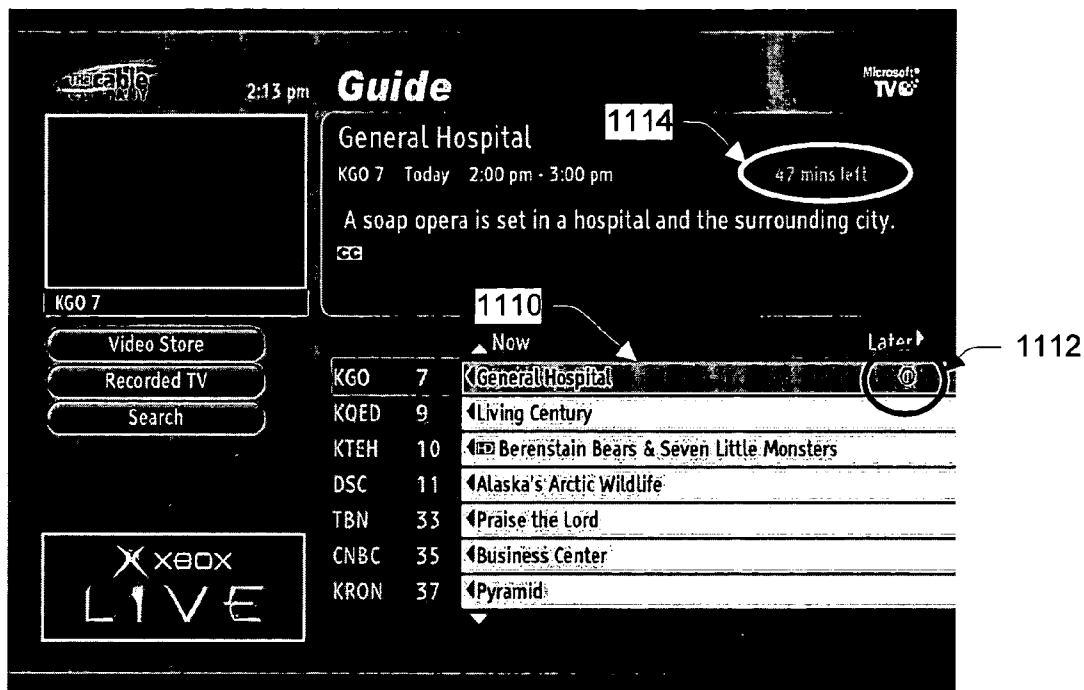 THE cable
2:13 pm
Guide
Microsoft®
TV
General Hospital
1114
KGO 7 Today 2:00 pm - 3:00 pm
47 mins left
A soap opera is set in a hospital and the surrounding city.
CC
KGO 7
1110
Video Store
Now
Later
1112
Recorded TV
KGO 7 General Hospital
Search
KQED 9 Living Century
KTEH 10 HD Berenstain Bears & Seven Little Monsters
DSC 11 Alaska's Arctic Wildlife
TBN 33 Praise the Lord
XBOX
CNBC 35 Business Center
LIVE
KRON 37 Pyramid